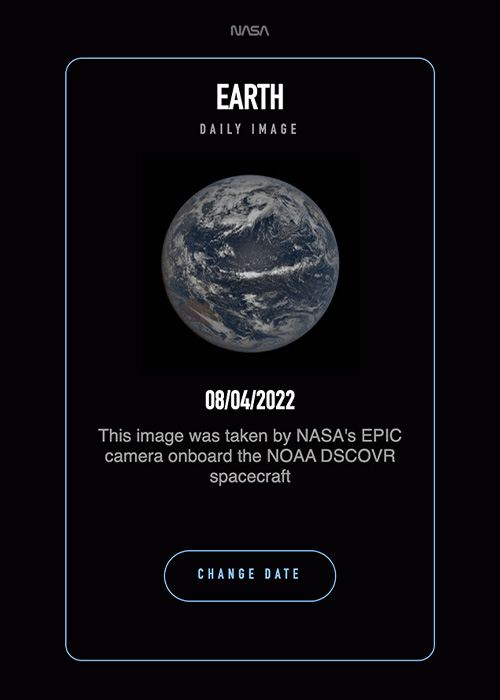 NASA
EARTH
DAILY IMAGE
08/04/2022
This image was taken by NASA's EPIC
camera onboard the NOAA DSCOVR
spacecraft
CHANGE DATE